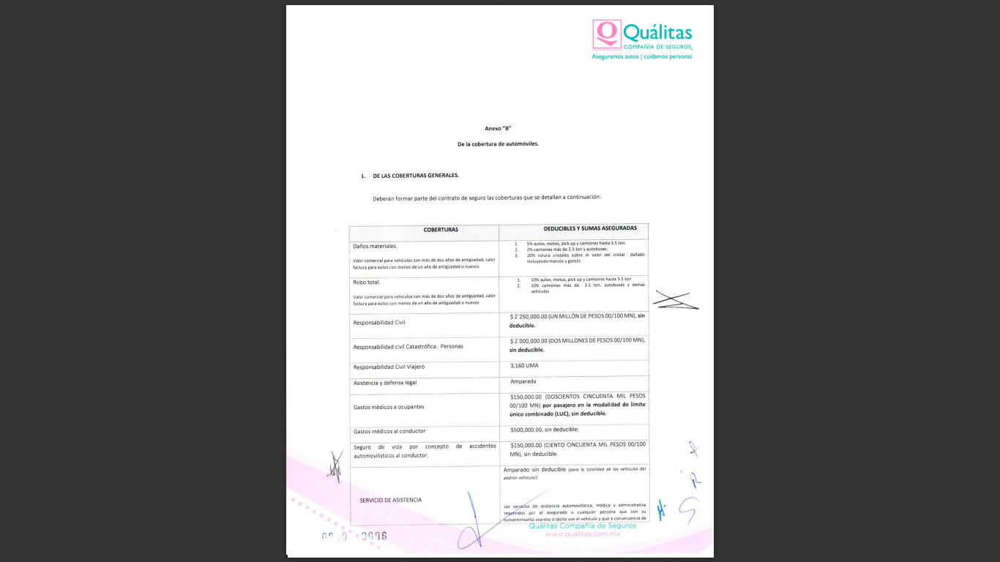 Quálitas
COMPAÑÍA DE SEGUROS,
Aseguramos autos | cuidamos personas
Anexo "B"
De la cobertura de automóviles.
1. DE LAS COBERTURAS GENERALES.
Deberán formar parte del contrato de seguro las coberturas que se detallan a continuación:
COBERTURAS
DEDUCIBLES Y SUMAS ASEGURADAS
Daños materiales.
Valor comercial para vehículos con más de dos años de antigüedad, valor
factura para autos con menos de un año de antigüedad o nuevos.
1. 5% autos, motos, pick up y camiones hasta 3.5 ton.
2. 2% camiones más de 3.5 ton y autobuses.
3. 20% rotura cristales sobre el valor del cristal dañado
incluyendo marcos y gomas
Robo total.
Valor comercial para vehículos con más de dos años de antigüedad, valor
factura para autos con menos de un año de antigüedad o nuevos
1. 10% autos, motos, pick up y camiones hasta 3.5 ton
2. 10% camiones más de 3.5 ton, autobuses y demás
vehículos
Responsabilidad Civil
$ 2´250,000.00 (UN MILLÓN DE PESOS 00/100 MN), sin
deducible.
Responsabilidad civil Catastrófica. Personas
$ 2´000,000.00 (DOS MILLONES DE PESOS 00/100 MN),
sin deducible.
Responsabilidad Civil Viajero
3,160 UMA
Asistencia y defensa legal
Amparada
Gastos médicos a ocupantes
$150,000.00 (DOSCIENTOS CINCUENTA MIL PESOS
00/100 MN) por pasajero en la modalidad de límite
único combinado (LUC), sin deducible.
Gastos médicos al conductor
$500,000.00, sin deducible.
Seguro de vida por concepto de accidentes
automovilísticos al conductor.
$150,000.00 (CIENTO CINCUENTA MIL PESOS 00/100
MN), sin deducible.
SERVICIO DE ASISTENCIA
Amparado sin deducible (para la totalidad de los vehículos del
padrón vehicular)
Los servicios de asistencia automovilística, médica y administrativa
requeridos por el asegurado o cualquier persona que con su
consentimiento expreso o tácito use el vehículo y que a consecuencia de
Quálitas Compañía de Seguros
www.qualitas.com.mx